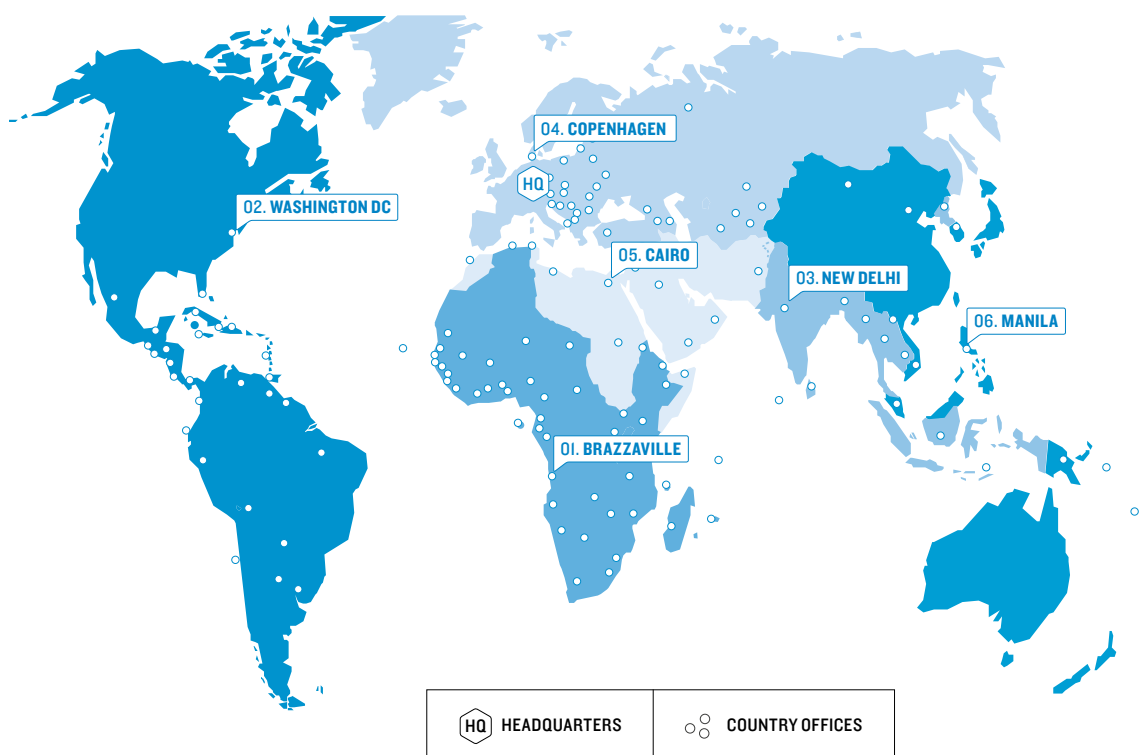 04. COPENHAGEN
HQ
02. WASHINGTON DC
05. CAIRO
03. NEW DELHI
06. MANILA
01. BRAZZAVILLE
HQ HEADQUARTERS
COUNTRY OFFICES